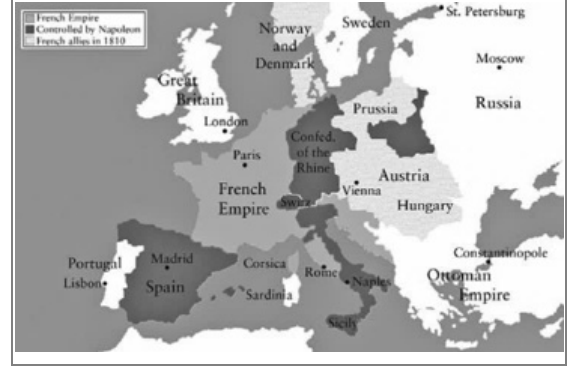 French Empire
Controlled by Napoleon
French allies in 1810
Norway
and
Denmark
Sweden
St. Petersburg
Moscow
Russia
Great
Britain
London
Prussia
Confed.
of the
Rhine
Paris
French
Empire
Austria
Vienna
Hungary
Swirz
Portugal
Lisbon
Madrid
Spain
Corsica
Sardinia
Rome
Naples
Sicily
Constantinopole
Ottoman
Empire